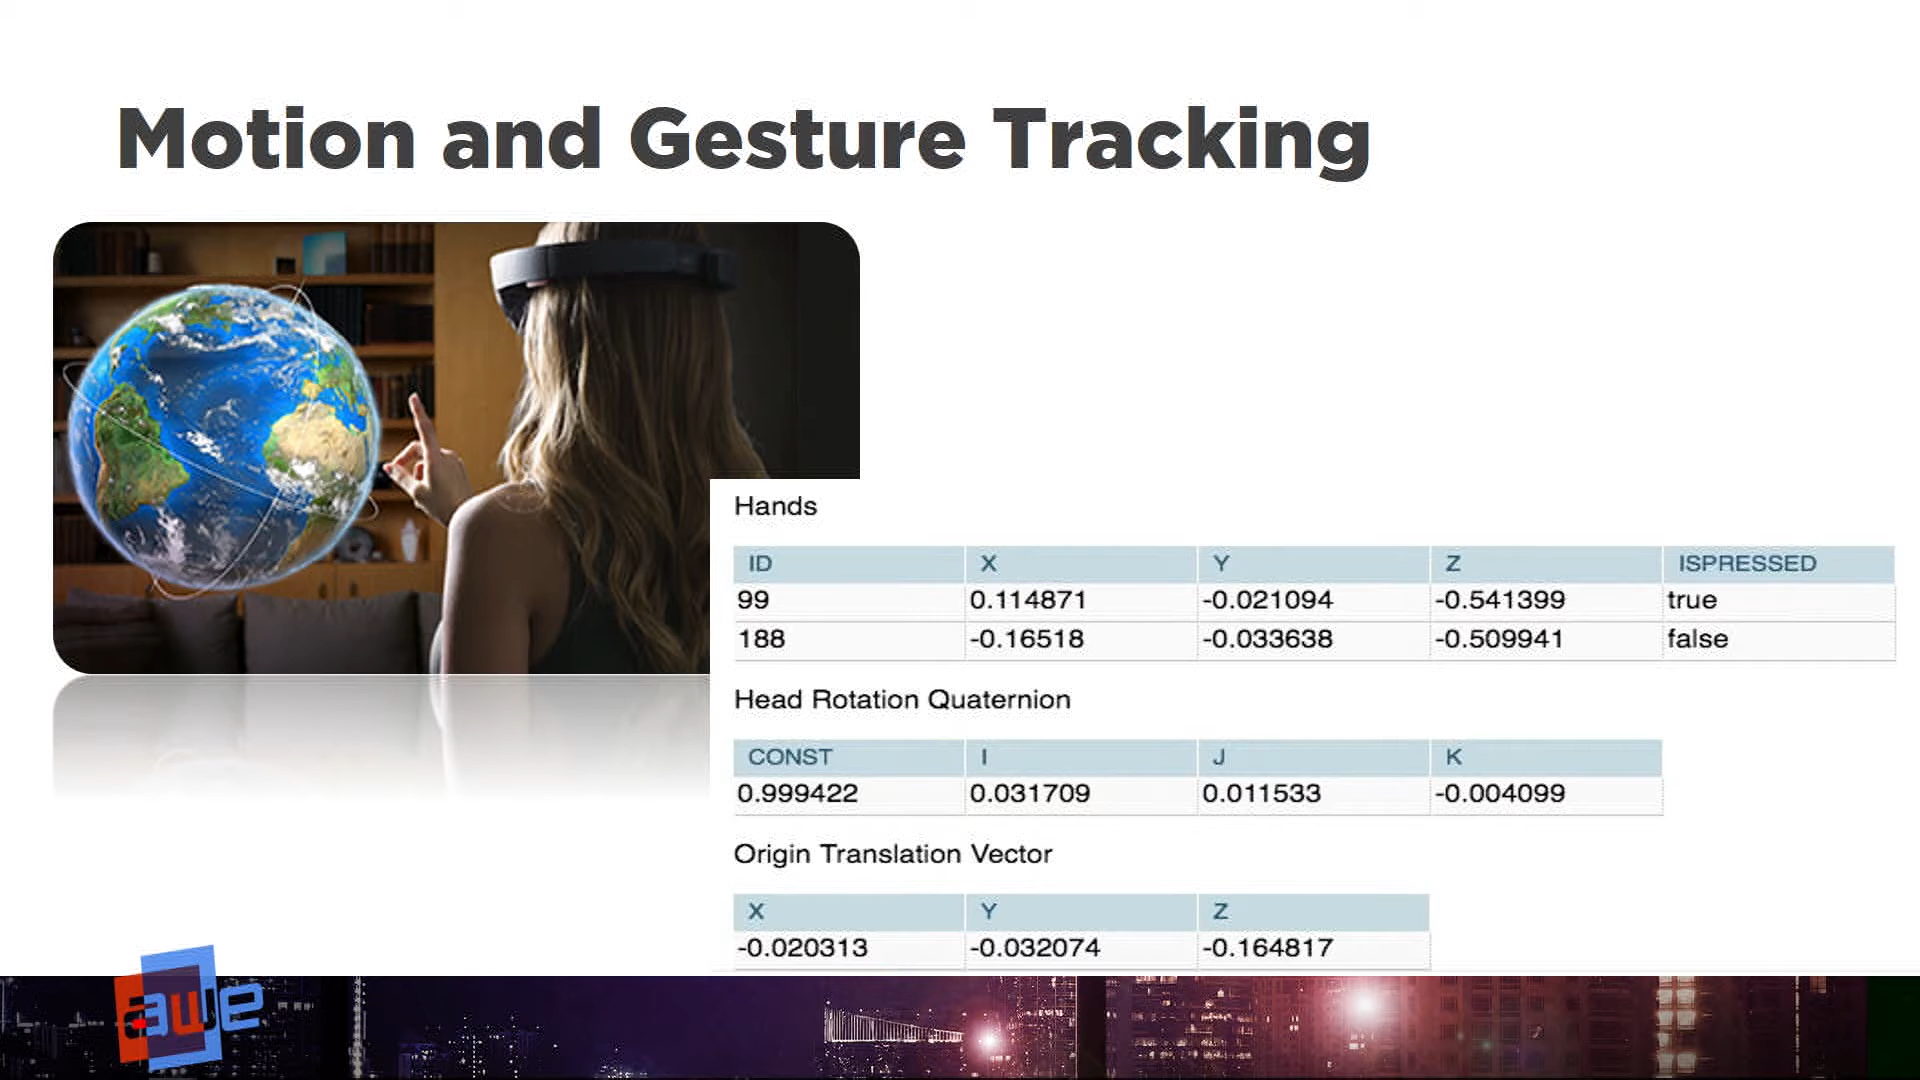 Motion and Gesture Tracking
Hands
ID X Y Z ISPRESSED
99 0.114871 -0.021094 -0.541399 true
188 -0.16518 -0.033638 -0.509941 false
Head Rotation Quaternion
CONST I J K
0.999422 0.031709 0.011533 -0.004099
Origin Translation Vector
X Y Z
-0.020313 -0.032074 -0.164817
awe